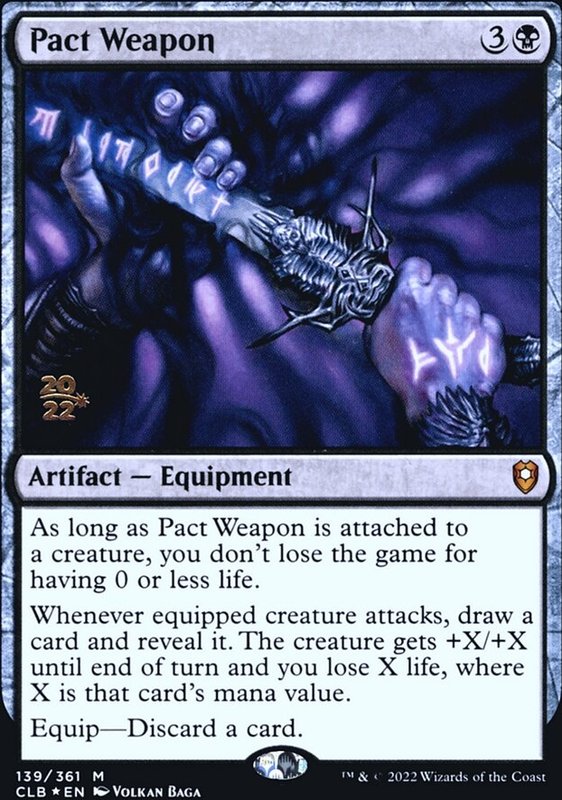 Pact Weapon 3
20
22
Artifact — Equipment
As long as Pact Weapon is attached to
a creature, you don't lose the game for
having 0 or less life.
Whenever equipped creature attacks, draw a
card and reveal it. The creature gets +X/+X
until end of turn and you lose X life, where
X is that card's mana value.
Equip—Discard a card.
139/361 M
CLB ★ EN Volkan Baga ™ & © 2022 Wizards of the Coast